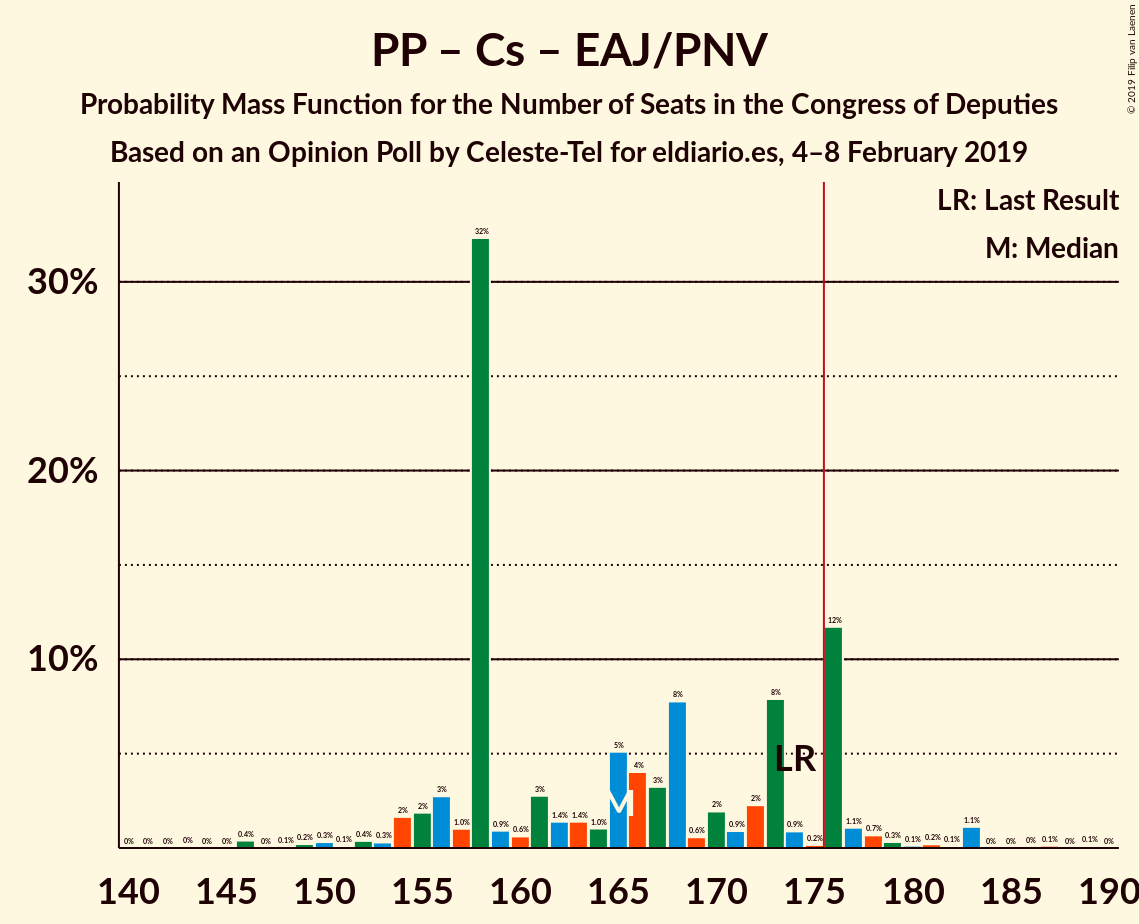 PP – Cs – EAJ/PNV
Probability Mass Function for the Number of Seats in the Congress of Deputies
Based on an Opinion Poll by Celeste-Tel for eldiario.es, 4–8 February 2019
© 2019 Filip van Laenen
LR: Last Result
M: Median
30%
20%
10%
0% 0% 0% 0% 0% 0% 0.4% 0% 0.1% 0.2% 0.3% 0.1% 0.4% 0.3% 2% 2% 3% 1.0% 32% 0.9% 0.6% 3% 1.4% 1.4% 1.0% 5% 4% 3% 8% 0.6% 2% 0.9% 2% 8% 0.9% 0.2% 12% 1.1% 0.7% 0.3% 0.1% 0.2% 0.1% 1.1% 0% 0% 0% 0.1% 0% 0.1% 0%
LR
M
140 145 150 155 160 165 170 175 180 185 190